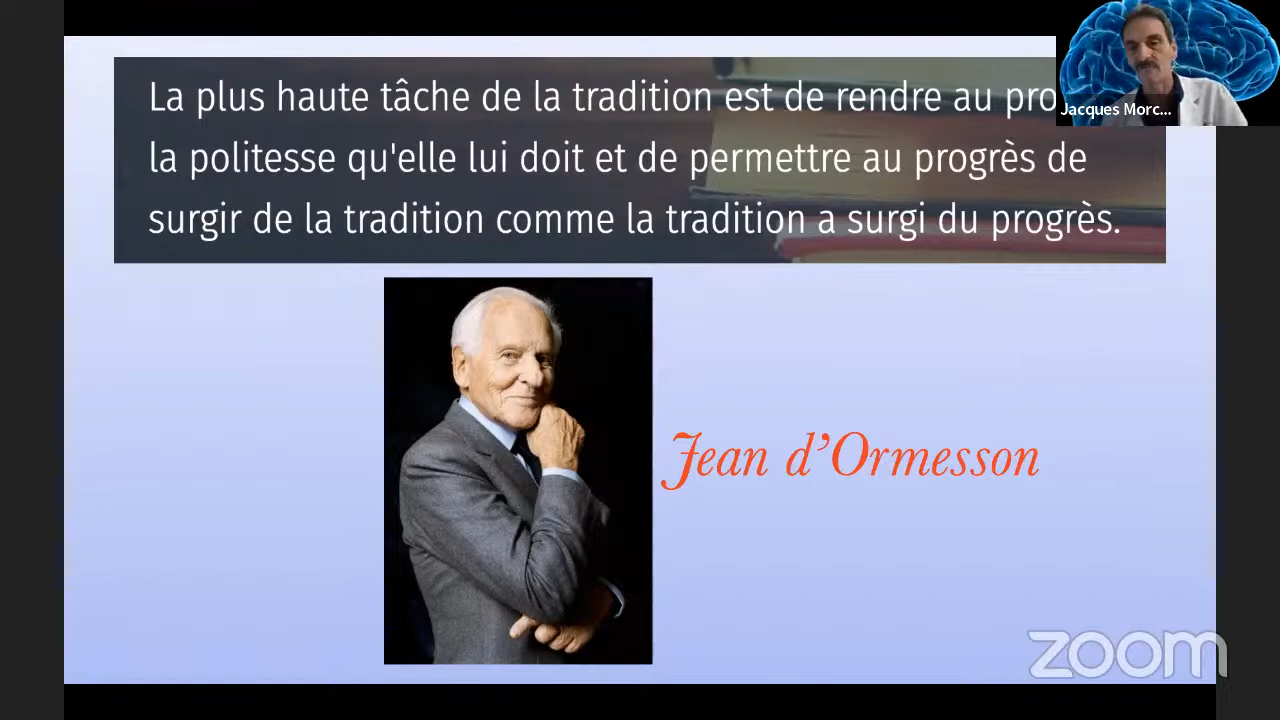 La plus haute tâche de la tradition est de rendre au
la politesse qu'elle lui doit et de permettre au progrès de
surgir de la tradition comme la tradition a surgi du progrès.
Jacques Morc...
Jean d'Ormesson
zoom